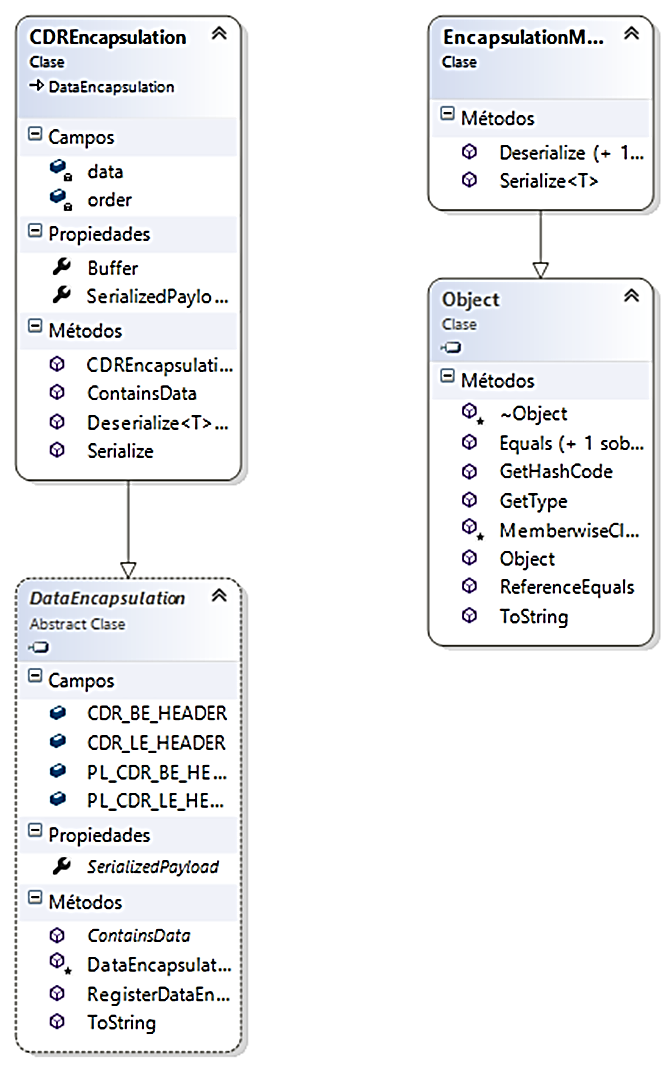 CDREncapsulation
Clase
DataEncapsulation
Campos
data
order
Propiedades
Buffer
SerializedPaylo...
Métodos
CDREncapsulati...
ContainsData
Deserialize<T>...
Serialize
DataEncapsulation
Abstract Clase
Campos
CDR_BE_HEADER
CDR_LE_HEADER
PL_CDR_BE_HE...
PL_CDR_LE_HE...
Propiedades
SerializedPayload
Métodos
ContainsData
DataEncapsulat...
RegisterDataEn...
ToString
EncapsulationM...
Clase
Métodos
Deserialize (+ 1...
Serialize<T>
Object
Clase
Métodos
~Object
Equals (+ 1 sob...
GetHashCode
GetType
MemberwiseCl...
Object
ReferenceEquals
ToString